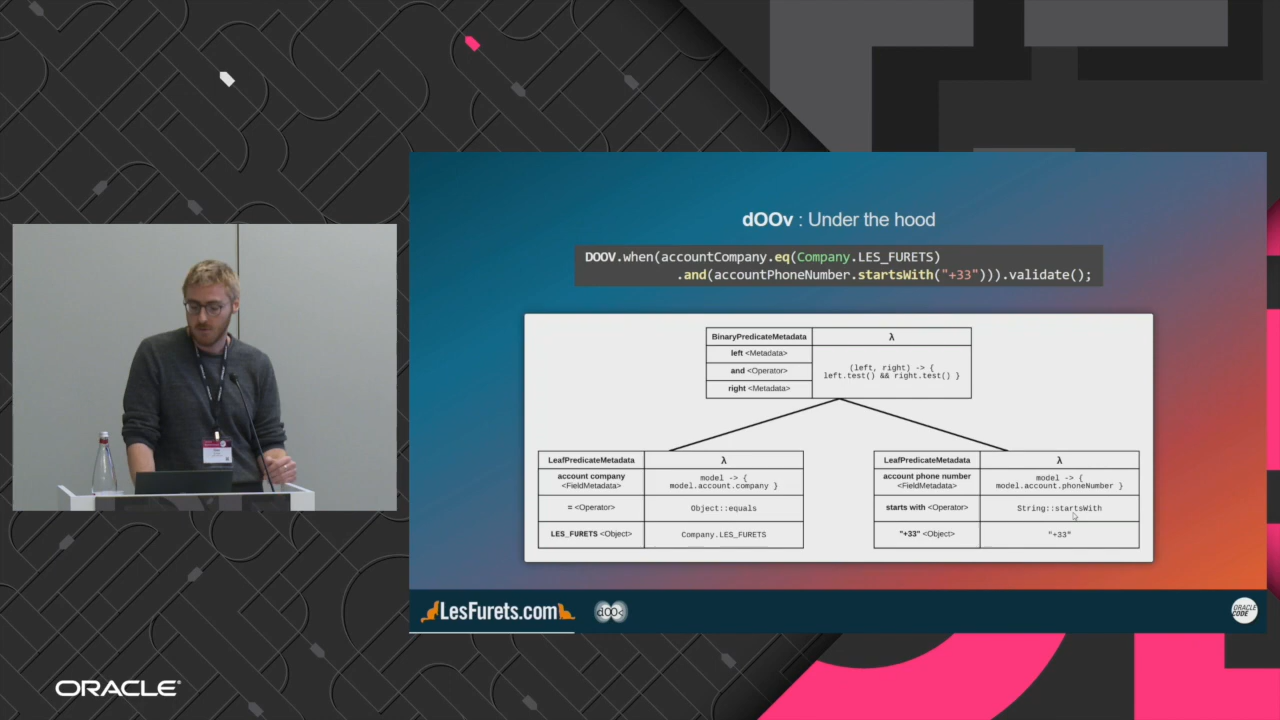 dOOv : Under the hood
DOOV.when(accountCompany.eq(Company.LES_FURETS)
.and(accountPhoneNumber.startsWith("+33"))).validate();
BinaryPredicateMetadata
λ
left <Metadata>
and <Operator>
right <Metadata>
(left, right) -> {
left.test() && right.test() }
LeafPredicateMetadata
λ
account company
<FieldMetadata>
model -> {
model.account.company }
= <Operator>
Object::equals
LES_FURETS <Object>
Company.LES_FURETS
LeafPredicateMetadata
λ
account phone number
<FieldMetadata>
model -> {
model.account.phoneNumber }
starts with <Operator>
String::startsWith
"+33" <Object>
"+33"
LesFurets.com
dOO<
ORACLE
CODE
ORACLE®